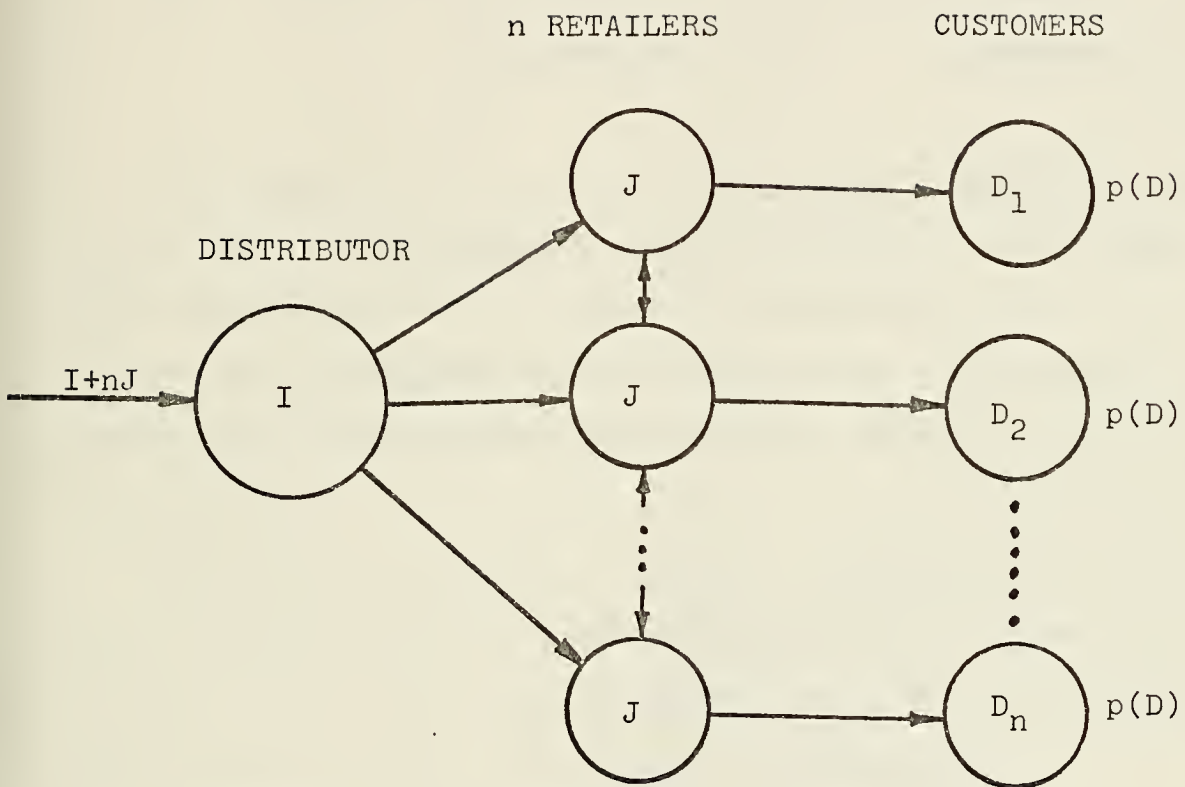 n RETAILERS CUSTOMERS
J D₁ p(D)
DISTRIBUTOR
I+nJ I J D₂ p(D)
J Dₙ p(D)